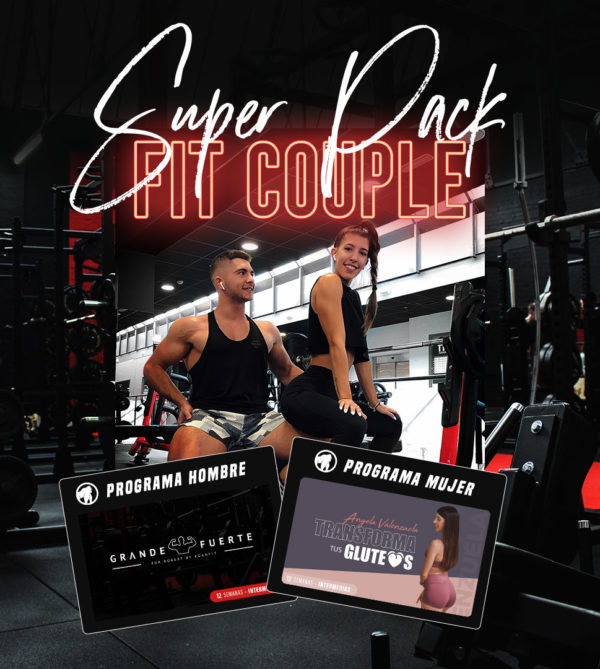 Super Pack
FIT COUPLE
PROGRAMA HOMBRE
GRANDE FUERTE
12 SEMANAS - INTERM
PROGRAMA MUJER
Angela Valenzuela
TRANSFORMA
TUS GLUTEOS
12 SEMANAS - INTERMEDIAS